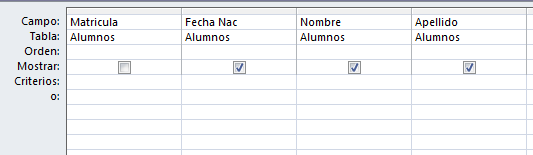 Campo: Matricula Fecha Nac Nombre Apellido
Tabla: Alumnos Alumnos Alumnos Alumnos
Orden:
Mostrar:
Criterios:
o: